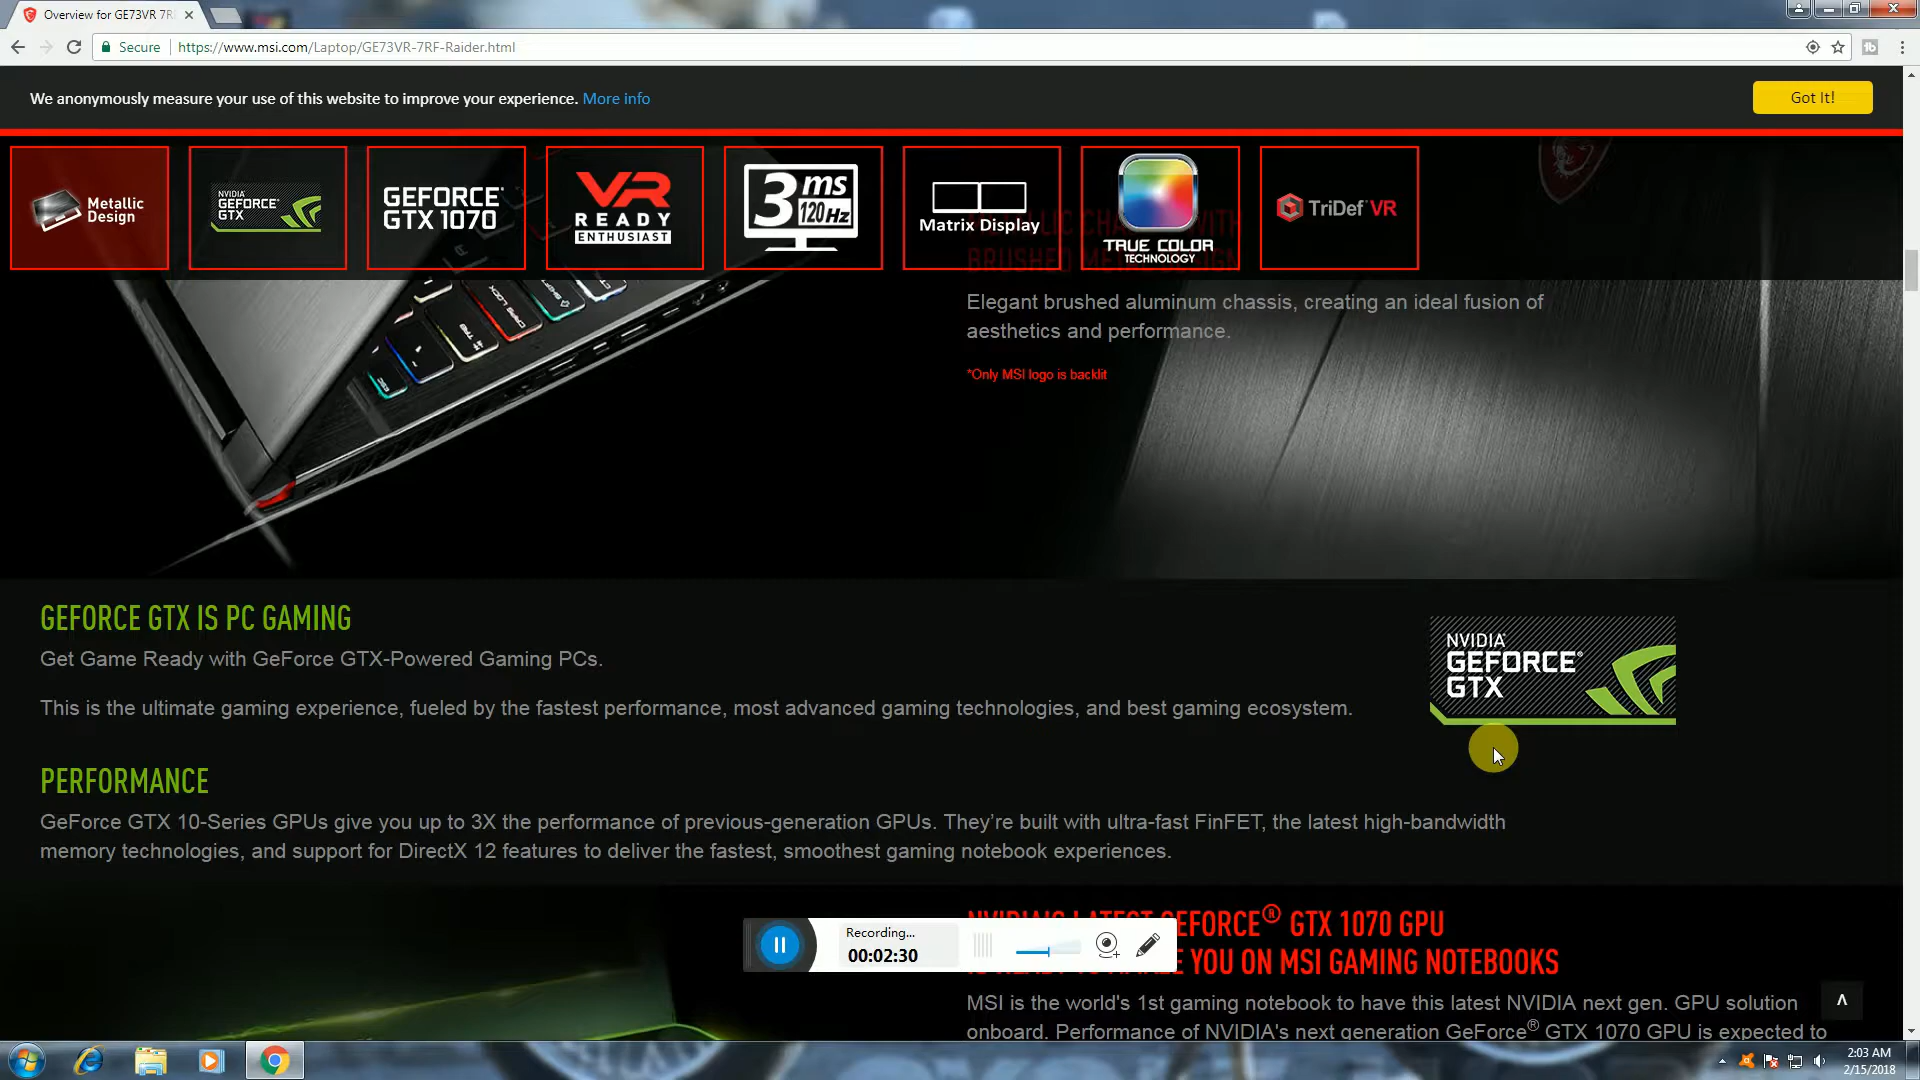 Overview for GE73VR 7R
Secure
https://www.msi.com/Laptop/GE73VR-7RF-Raider.html
We anonymously measure your use of this website to improve your experience. More info
Got It!
Metallic
Design
NVIDIA
GEFORCE
GTX
GEFORCE
GTX 1070
VR
READY
ENTHUSIAST
3 ms
120Hz
Matrix Display
TRUE COLOR
TECHNOLOGY
TriDef VR
BRUSHED METAL DESIGN
Elegant brushed aluminum chassis, creating an ideal fusion of
aesthetics and performance.
*Only MSI logo is backlit
GEFORCE GTX IS PC GAMING
Get Game Ready with GeForce GTX-Powered Gaming PCs.
This is the ultimate gaming experience, fueled by the fastest performance, most advanced gaming technologies, and best gaming ecosystem.
NVIDIA
GEFORCE®
GTX
PERFORMANCE
GeForce GTX 10-Series GPUs give you up to 3X the performance of previous-generation GPUs. They’re built with ultra-fast FinFET, the latest high-bandwidth
memory technologies, and support for DirectX 12 features to deliver the fastest, smoothest gaming notebook experiences.
NVIDIA'S LATEST GEFORCE® GTX 1070 GPU
YOU ON MSI GAMING NOTEBOOKS
MSI is the world's 1st gaming notebook to have this latest NVIDIA next gen. GPU solution
onboard. Performance of NVIDIA's next generation GeForce® GTX 1070 GPU is expected to
Recording...
00:02:30
2:03 AM
2/15/2018